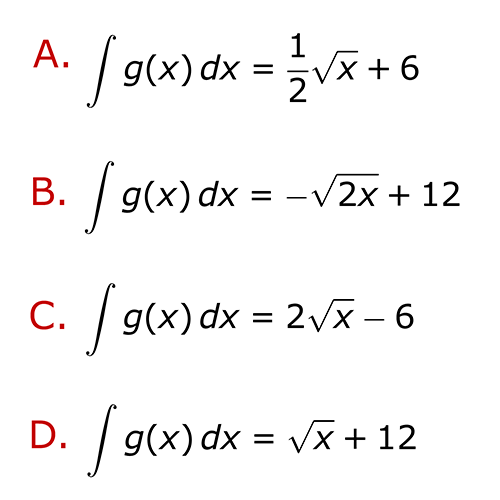 A. ∫ g(x) dx = 1/2 √x + 6
B. ∫ g(x) dx = −√2x + 12
C. ∫ g(x) dx = 2√x − 6
D. ∫ g(x) dx = √x + 12